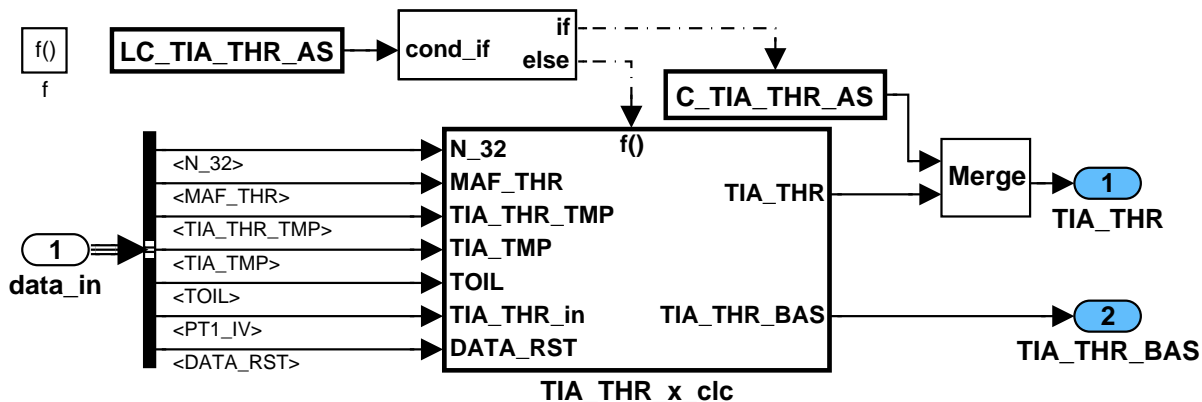 f()
f
LC_TIA_THR_AS
cond_if
if
else
C_TIA_THR_AS
f()
N_32
MAF_THR
TIA_THR_TMP
TIA_TMP
TOIL
TIA_THR_in
DATA_RST
TIA_THR
TIA_THR_BAS
TIA_THR_x_clc
<N_32>
<MAF_THR>
<TIA_THR_TMP>
<TIA_TMP>
<TOIL>
<PT1_IV>
<DATA_RST>
1
data_in
Merge
1
TIA_THR
2
TIA_THR_BAS